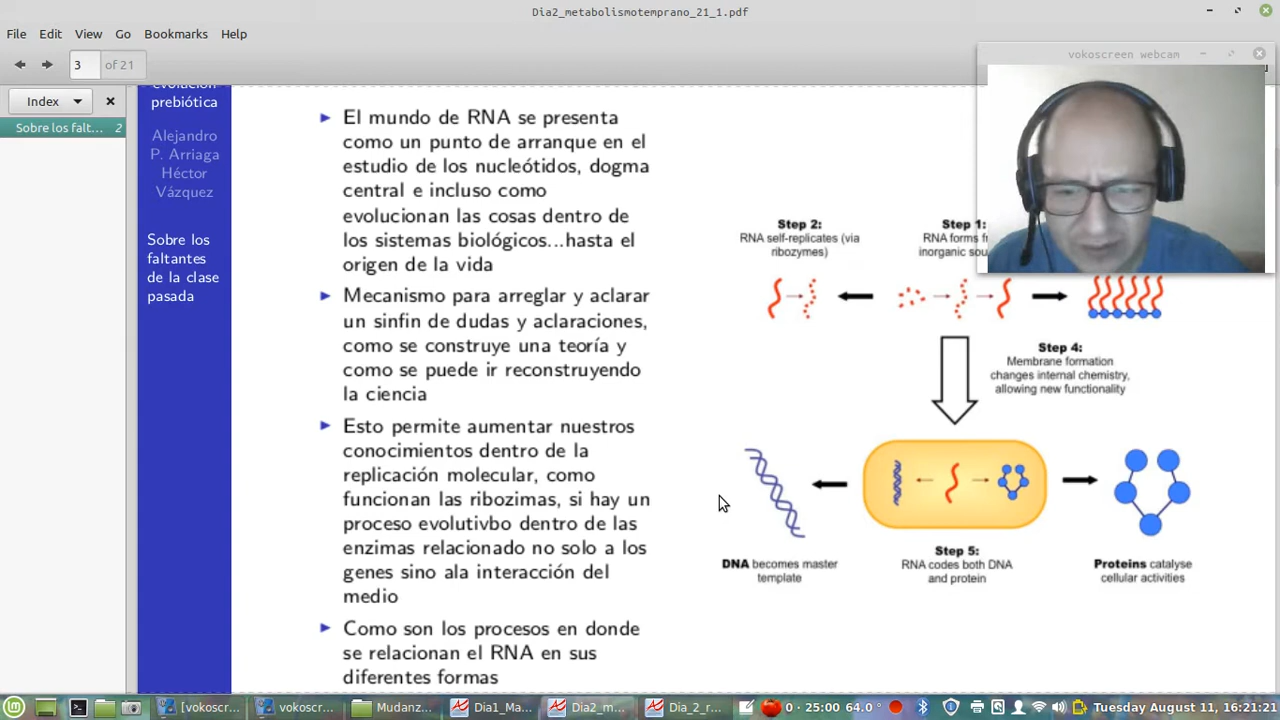 Dia2_metabolismotemprano_21_1.pdf
File Edit View Go Bookmarks Help
3 of 21
vokoscreen webcam
Index
Sobre los falt... 2
evolución
prebiótica
Alejandro
P. Arriaga
Héctor
Vázquez
Sobre los
faltantes
de la clase
pasada
El mundo de RNA se presenta
como un punto de arranque en el
estudio de los nucleótidos, dogma
central e incluso como
evolucionan las cosas dentro de
los sistemas biológicos...hasta el
origen de la vida
Mecanismo para arreglar y aclarar
un sinfin de dudas y aclaraciones,
como se construye una teoría y
como se puede ir reconstruyendo
la ciencia
Esto permite aumentar nuestros
conocimientos dentro de la
replicación molecular, como
funcionan las ribozimas, si hay un
proceso evolutivbo dentro de las
enzimas relacionado no solo a los
genes sino ala interacción del
medio
Como son los procesos en donde
se relacionan el RNA en sus
diferentes formas
Step 2:
RNA self-replicates (via
ribozymes)
Step 1:
RNA forms f
inorganic sou
Step 4:
Membrane formation
changes internal chemistry,
allowing new functionality
DNA becomes master
template
Step 5:
RNA codes both DNA
and protein
Proteins catalyse
cellular activities
[vokoscr... vokoscr... Mudanz... Dia1_Ma... Dia2_m... Dia_2_r... 0 · 25:00 64.0 ° Tuesday August 11, 16:21:21